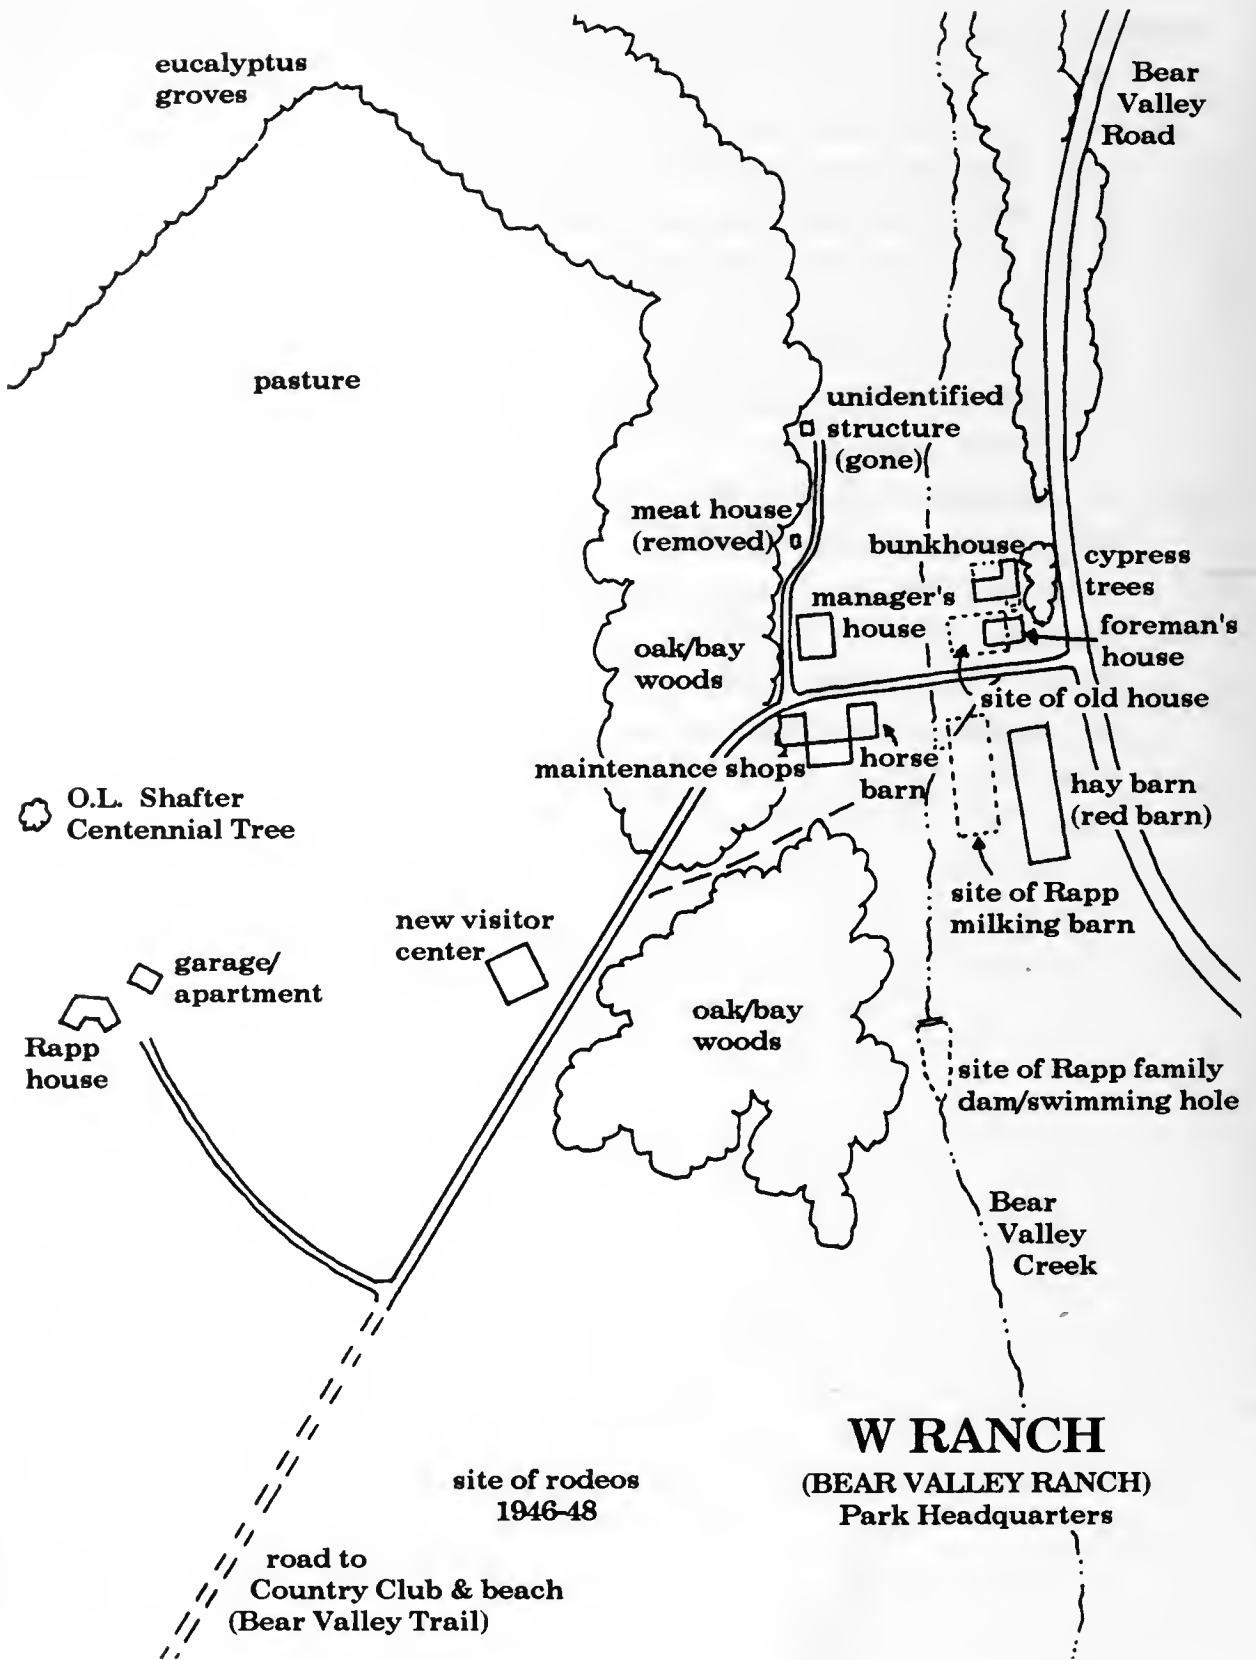 eucalyptus
groves
Bear
Valley
Road
pasture
unidentified
structure
(gone)
meat house
(removed)
bunkhouse
cypress
trees
manager's
house
foreman's
house
oak/bay
woods
site of old house
maintenance shops
horse
barn
hay barn
(red barn)
O.L. Shafter
Centennial Tree
site of Rapp
milking barn
new visitor
center
garage/
apartment
oak/bay
woods
Rapp
house
site of Rapp family
dam/swimming hole
Bear
Valley
Creek
W RANCH
(BEAR VALLEY RANCH)
Park Headquarters
site of rodeos
1946-48
road to
Country Club & beach
(Bear Valley Trail)